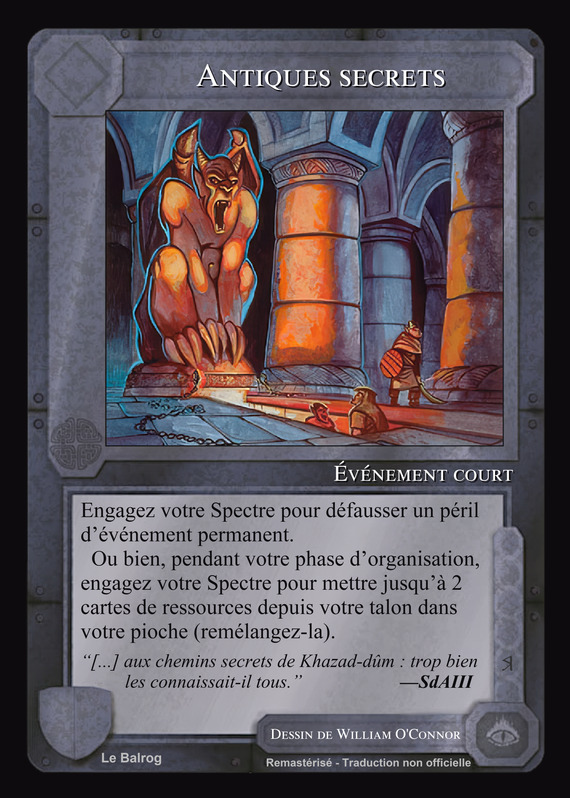 Antiques secrets
Événement court
Engagez votre Spectre pour défausser un péril
d’événement permanent.
Ou bien, pendant votre phase d’organisation,
engagez votre Spectre pour mettre jusqu’à 2
cartes de ressources depuis votre talon dans
votre pioche (remélangez-la).
“[...] aux chemins secrets de Khazad-dûm : trop bien
les connaissait-il tous.” —SdAIII
Dessin de William O'Connor
Le Balrog
Remastérisé - Traduction non officielle